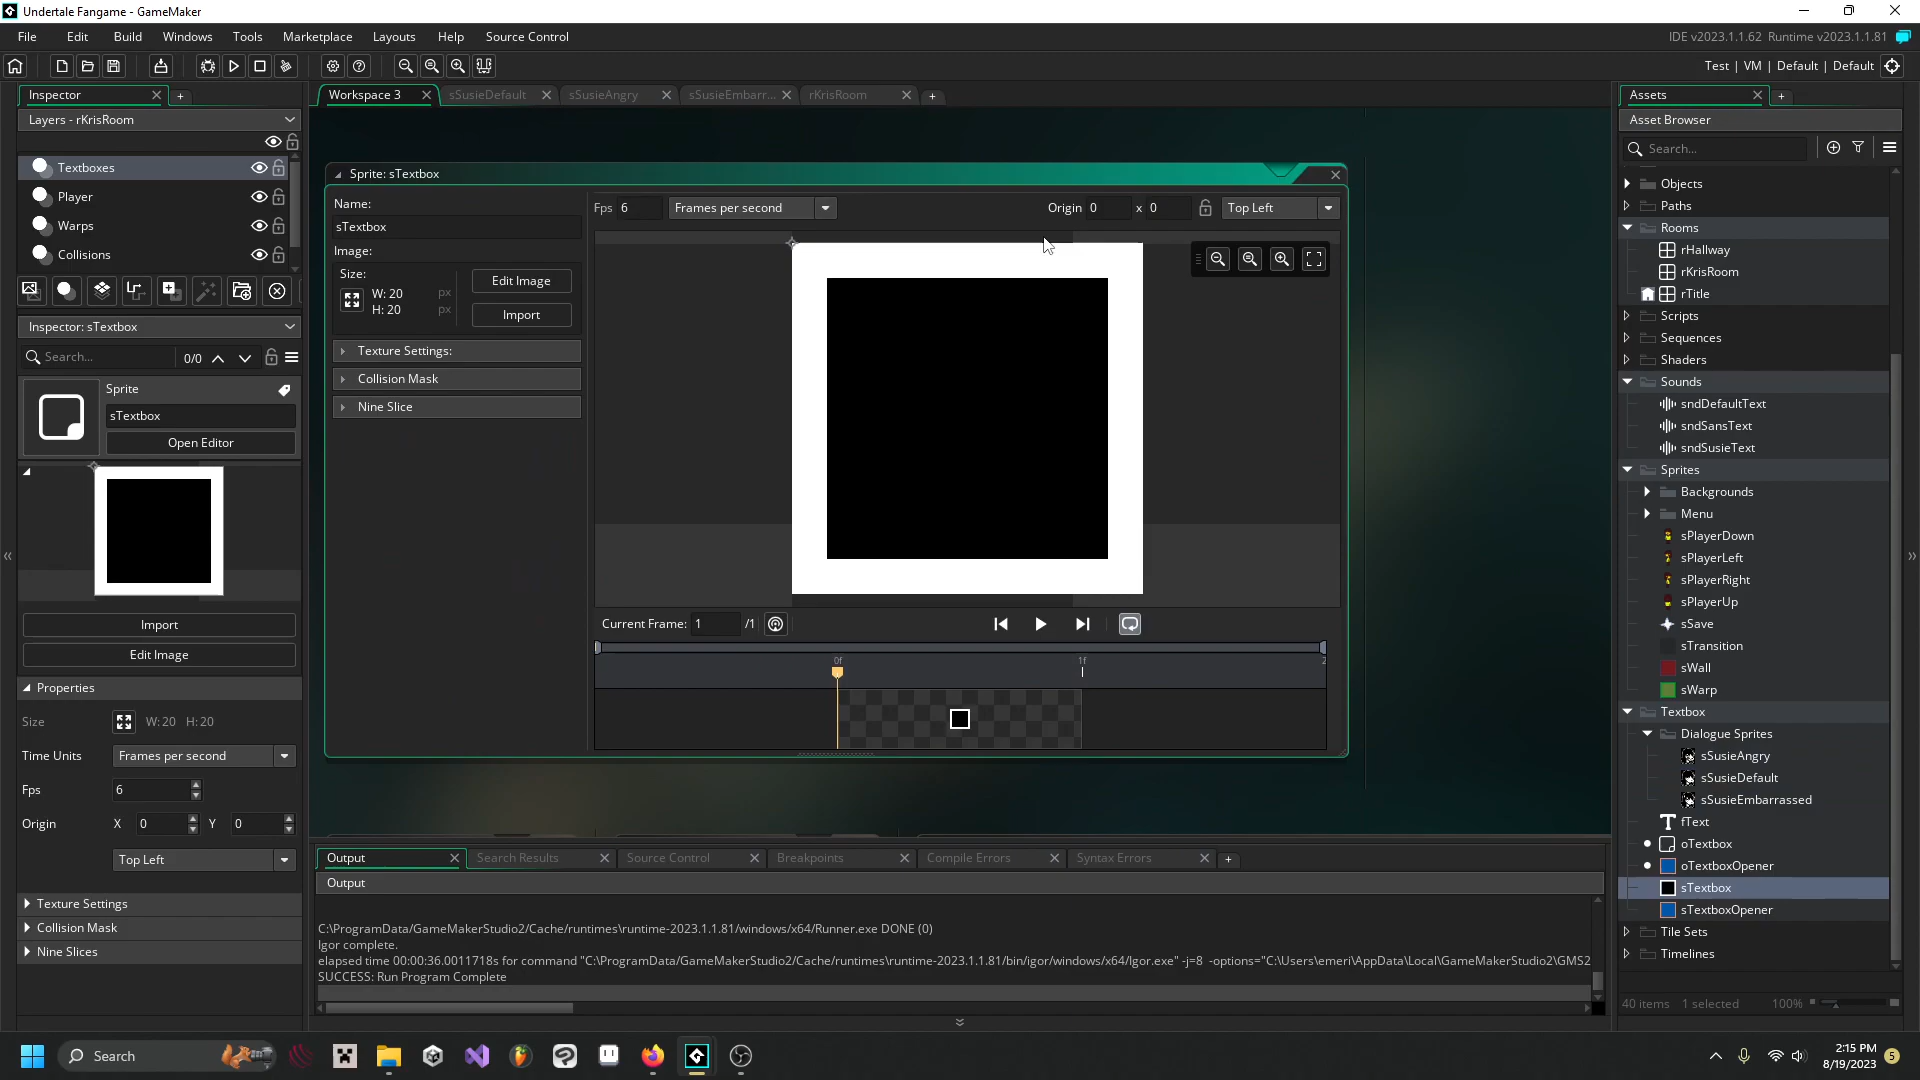 Undertale Fangame - GameMaker
File Edit Build Windows Tools Marketplace Layouts Help Source Control
IDE v2023.1.1.62 Runtime v2023.1.1.81
Test | VM | Default | Default
Inspector
Layers - rKrisRoom
Textboxes
Player
Warps
Collisions
Inspector: sTextbox
Search...
0/0
Sprite
sTextbox
Open Editor
Import
Edit Image
Properties
Size W: 20 H: 20
Time Units Frames per second
Fps 6
Origin X 0 Y 0
Top Left
Texture Settings
Collision Mask
Nine Slices
Workspace 3
sSusieDefault
sSusieAngry
sSusieEmbarr...
rKrisRoom
Sprite: sTextbox
Name:
sTextbox
Image:
Size:
W: 20 px
H: 20 px
Edit Image
Import
Texture Settings:
Collision Mask
Nine Slice
Fps 6 Frames per second
Origin 0 x 0 Top Left
Current Frame: 1 /1
0f
1f
2
Output
Search Results
Source Control
Breakpoints
Compile Errors
Syntax Errors
Output
C:\ProgramData/GameMakerStudio2/Cache/runtimes\runtime-2023.1.1.81/windows/x64/Runner.exe DONE (0)
Igor complete.
elapsed time 00:00:36.0011718s for command "C:\ProgramData/GameMakerStudio2/Cache/runtimes\runtime-2023.1.1.81/bin/igor/windows/x64/Igor.exe" -j=8 -options="C:\Users\emeri\AppData\Local\GameMakerStudio2\GMS2
SUCCESS: Run Program Complete
Assets
Asset Browser
Search...
Objects
Paths
Rooms
rHallway
rKrisRoom
rTitle
Scripts
Sequences
Shaders
Sounds
sndDefaultText
sndSansText
sndSusieText
Sprites
Backgrounds
Menu
sPlayerDown
sPlayerLeft
sPlayerRight
sPlayerUp
sSave
sTransition
sWall
sWarp
Textbox
Dialogue Sprites
sSusieAngry
sSusieDefault
sSusieEmbarrassed
fText
oTextbox
oTextboxOpener
sTextbox
sTextboxOpener
Tile Sets
Timelines
40 items 1 selected 100%
Search
2:15 PM
8/19/2023
5